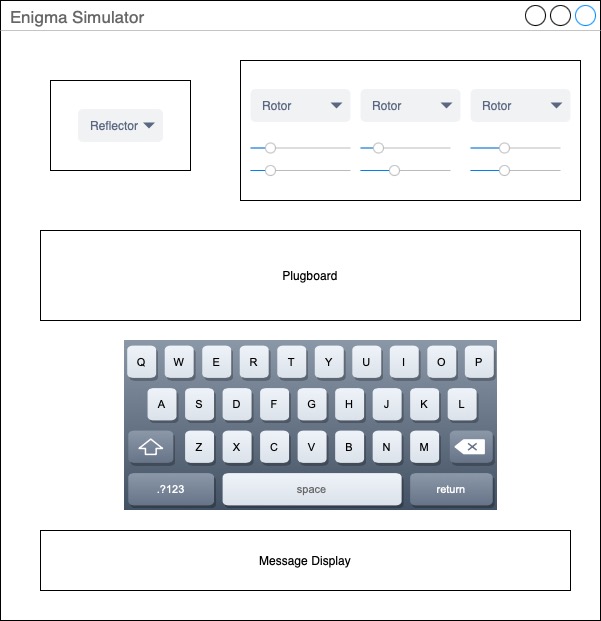 Enigma Simulator
Reflector
Rotor Rotor Rotor
Plugboard
Q W E R T Y U I O P
A S D F G H J K L
Z X C V B N M
.?123 space return
Message Display